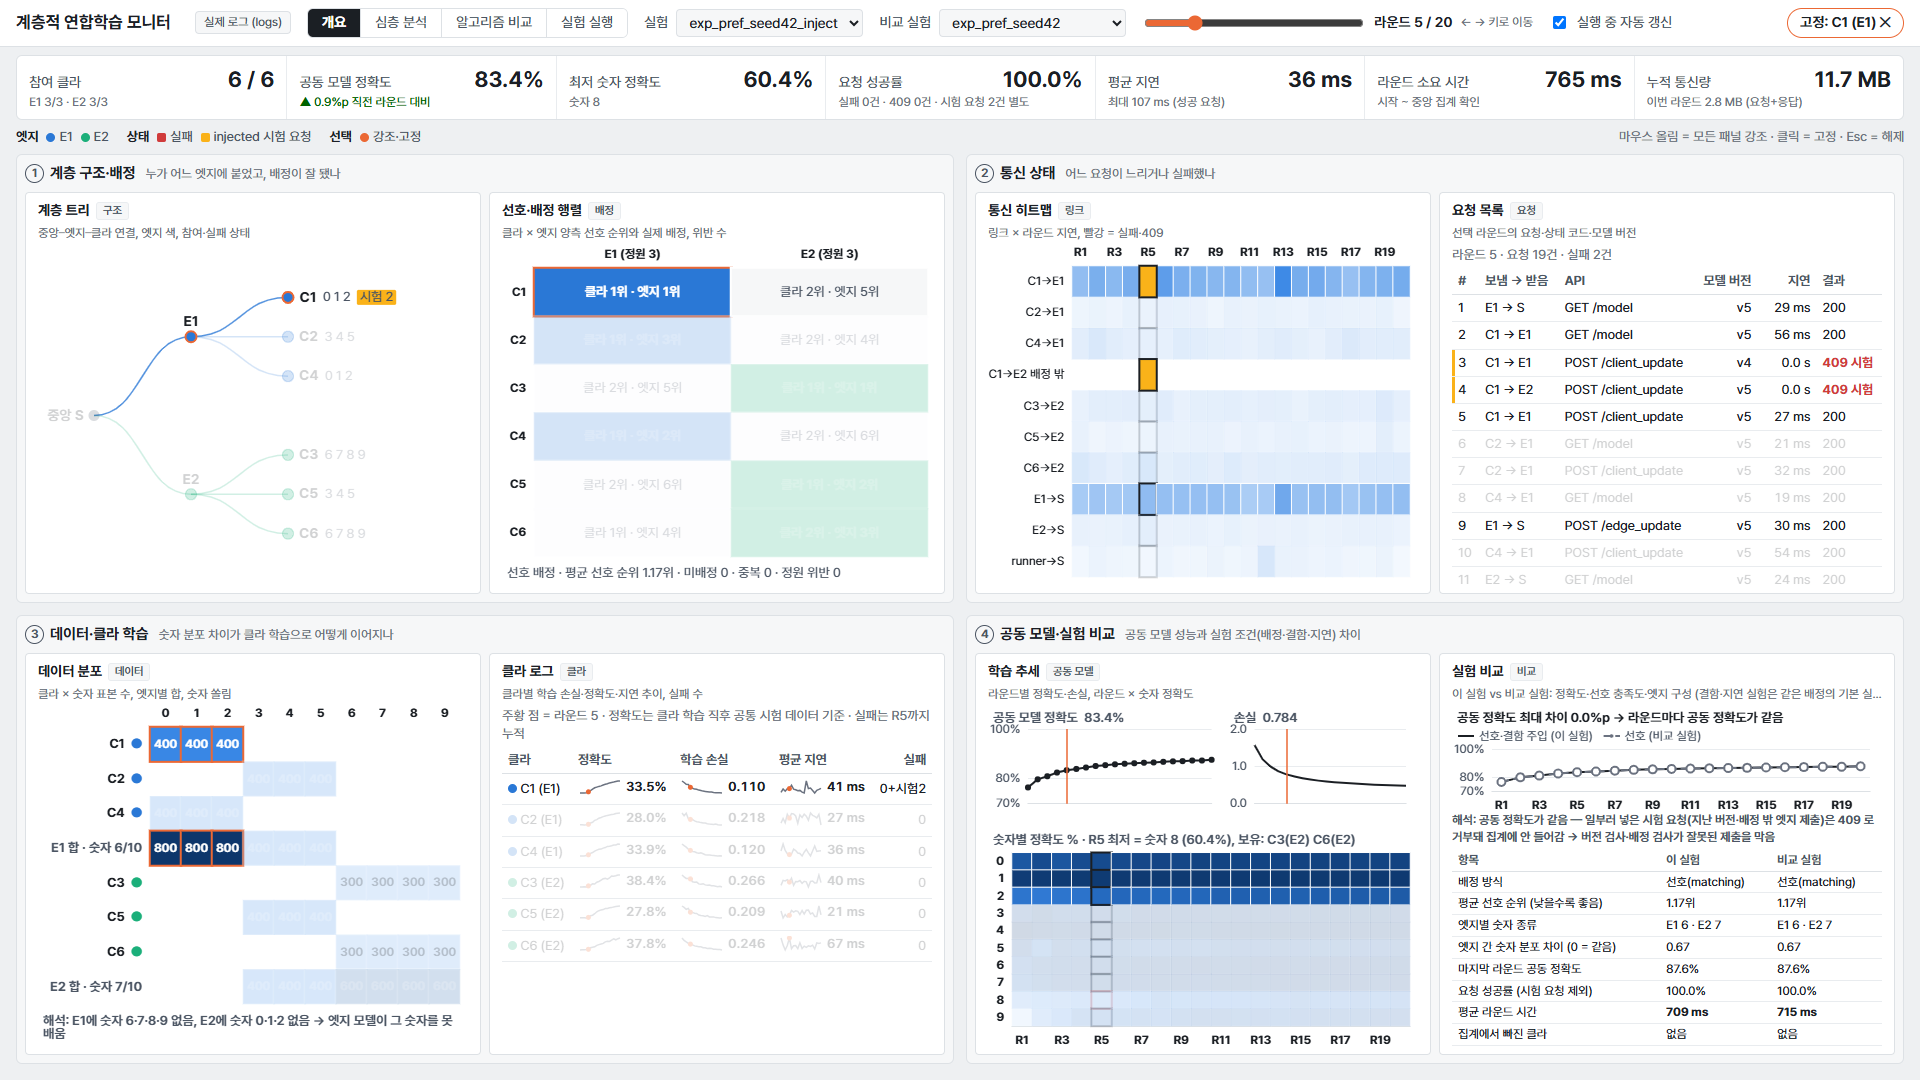 계층적 연합학습 모니터 실제 로그 (logs) 개요 심층 분석 알고리즘 비교 실험 실행 실험 exp_pref_seed42_inject 비교 실험 exp_pref_seed42 라운드 5 / 20 ← → 키로 이동 실행 중 자동 갱신 고정: C1 (E1) ✕
참여 클라 6 / 6
E1 3/3 · E2 3/3
공동 모델 정확도 83.4%
▲ 0.9%p 직전 라운드 대비
최저 숫자 정확도 60.4%
숫자 8
요청 성공률 100.0%
실패 0건 · 409 0건 · 시험 요청 2건 별도
평균 지연 36 ms
최대 107 ms (성공 요청)
라운드 소요 시간 765 ms
시작 ~ 중앙 집계 확인
누적 통신량 11.7 MB
이번 라운드 2.8 MB (요청+응답)
엣지 E1 E2 상태 실패 injected 시험 요청 선택 강조·고정
마우스 올림 = 모든 패널 강조 · 클릭 = 고정 · Esc = 해제
1 계층 구조·배정 누가 어느 엣지에 붙었고, 배정이 잘 됐나
계층 트리 구조
중앙–엣지–클라 연결, 엣지 색, 참여·실패 상태
C1 0 1 2 시험 2
E1
C2 3 4 5
C4 0 1 2
중앙 S
C3 6 7 8 9
E2
C5 3 4 5
C6 6 7 8 9
선호·배정 행렬 배정
클라 × 엣지 양측 선호 순위와 실제 배정, 위반 수
E1 (정원 3) E2 (정원 3)
C1 클라 1위 · 엣지 1위 클라 2위 · 엣지 5위
C2 클라 1위 · 엣지 3위 클라 2위 · 엣지 4위
C3 클라 2위 · 엣지 5위
C4 클라 1위 · 엣지 2위 클라 2위 · 엣지 6위
C5 클라 2위 · 엣지 6위
C6 클라 1위 · 엣지 4위
선호 배정 · 평균 선호 순위 1.17위 · 미배정 0 · 중복 0 · 정원 위반 0
2 통신 상태 어느 요청이 느리거나 실패했나
통신 히트맵 링크
링크 × 라운드 지연, 빨강 = 실패·409
R1 R3 R5 R7 R9 R11 R13 R15 R17 R19
C1→E1
C2→E1
C4→E1
C1→E2 배정 밖
C3→E2
C5→E2
C6→E2
E1→S
E2→S
runner→S
요청 목록 요청
선택 라운드의 요청·상태 코드·모델 버전
라운드 5 · 요청 19건 · 실패 2건
# 보냄 → 받음 API 모델 버전 지연 결과
1 E1 → S GET /model v5 29 ms 200
2 C1 → E1 GET /model v5 56 ms 200
3 C1 → E1 POST /client_update v4 0.0 s 409 시험
4 C1 → E2 POST /client_update v5 0.0 s 409 시험
5 C1 → E1 POST /client_update v5 27 ms 200
6 C2 → E1 GET /model v5 21 ms 200
7 C2 → E1 POST /client_update v5 32 ms 200
8 C4 → E1 GET /model v5 19 ms 200
9 E1 → S POST /edge_update v5 30 ms 200
10 C4 → E1 POST /client_update v5 54 ms 200
11 E2 → S GET /model v5 24 ms 200
3 데이터·클라 학습 숫자 분포 차이가 클라 학습으로 어떻게 이어지나
데이터 분포 데이터
클라 × 숫자 표본 수, 엣지별 합, 숫자 쏠림
0 1 2 3 4 5 6 7 8 9
C1 400 400 400
C2 400 400 400
C4 400 400 400
E1 합 · 숫자 6/10 800 800 800 400 400 400
C3 300 300 300 300
C5 400 400 400
C6 300 300 300 300
E2 합 · 숫자 7/10 400 400 400 600 600 600 600
해석: E1에 숫자 6·7·8·9 없음, E2에 숫자 0·1·2 없음 → 엣지 모델이 그 숫자를 못
배움
클라 로그 클라
클라별 학습 손실·정확도·지연 추이, 실패 수
주황 점 = 라운드 5 · 정확도는 클라 학습 직후 공통 시험 데이터 기준 · 실패는 R5까지
누적
클라 정확도 학습 손실 평균 지연 실패
C1 (E1) 33.5% 0.110 41 ms 0+시험2
C2 (E1) 28.0% 0.218 27 ms 0
C4 (E1) 33.9% 0.120 36 ms 0
C3 (E2) 38.4% 0.266 40 ms 0
C5 (E2) 27.8% 0.209 21 ms 0
C6 (E2) 37.8% 0.246 67 ms 0
4 공동 모델·실험 비교 공동 모델 성능과 실험 조건(배정·결함·지연) 차이
학습 추세 공동 모델
라운드별 정확도·손실, 라운드 × 숫자 정확도
공동 모델 정확도 83.4%
100%
80%
70%
손실 0.784
2.0
1.0
0.0
숫자별 정확도 % · R5 최저 = 숫자 8 (60.4%), 보유: C3(E2) C6(E2)
0
1
2
3
4
5
6
7
8
9
R1 R3 R5 R7 R9 R11 R13 R15 R17 R19
실험 비교 비교
이 실험 vs 비교 실험: 정확도·선호 충족도·엣지 구성 (결함·지연 실험은 같은 배정의 기본 실...
공동 정확도 최대 차이 0.0%p → 라운드마다 공동 정확도가 같음
선호·결함 주입 (이 실험) 선호 (비교 실험)
100%
80%
70%
R1 R3 R5 R7 R9 R11 R13 R15 R17 R19
해석: 공동 정확도가 같음 — 일부러 넣은 시험 요청(지난 버전·배정 밖 엣지 제출)은 409 로
거부돼 집계에 안 들어감 → 버전 검사·배정 검사가 잘못된 제출을 막음
항목 이 실험 비교 실험
배정 방식 선호(matching) 선호(matching)
평균 선호 순위 (낮을수록 좋음) 1.17위 1.17위
엣지별 숫자 종류 E1 6 · E2 7 E1 6 · E2 7
엣지 간 숫자 분포 차이 (0 = 같음) 0.67 0.67
마지막 라운드 공동 정확도 87.6% 87.6%
요청 성공률 (시험 요청 제외) 100.0% 100.0%
평균 라운드 시간 709 ms 715 ms
집계에서 빠진 클라 없음 없음